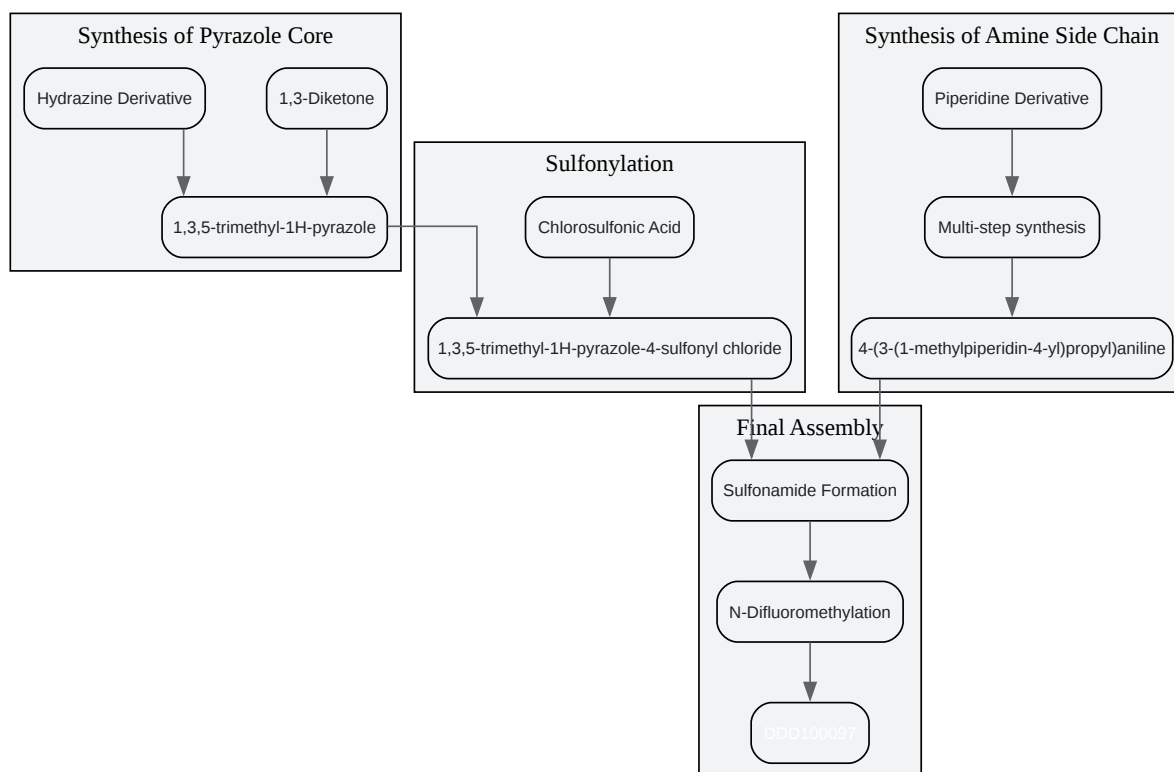 Synthesis of Pyrazole Core
Hydrazine Derivative
1,3-Diketone
1,3,5-trimethyl-1H-pyrazole
Sulfonylation
Chlorosulfonic Acid
1,3,5-trimethyl-1H-pyrazole-4-sulfonyl chloride
Synthesis of Amine Side Chain
Piperidine Derivative
Multi-step synthesis
4-(3-(1-methylpiperidin-4-yl)propyl)aniline
Final Assembly
Sulfonamide Formation
N-Difluoromethylation
DDD100097